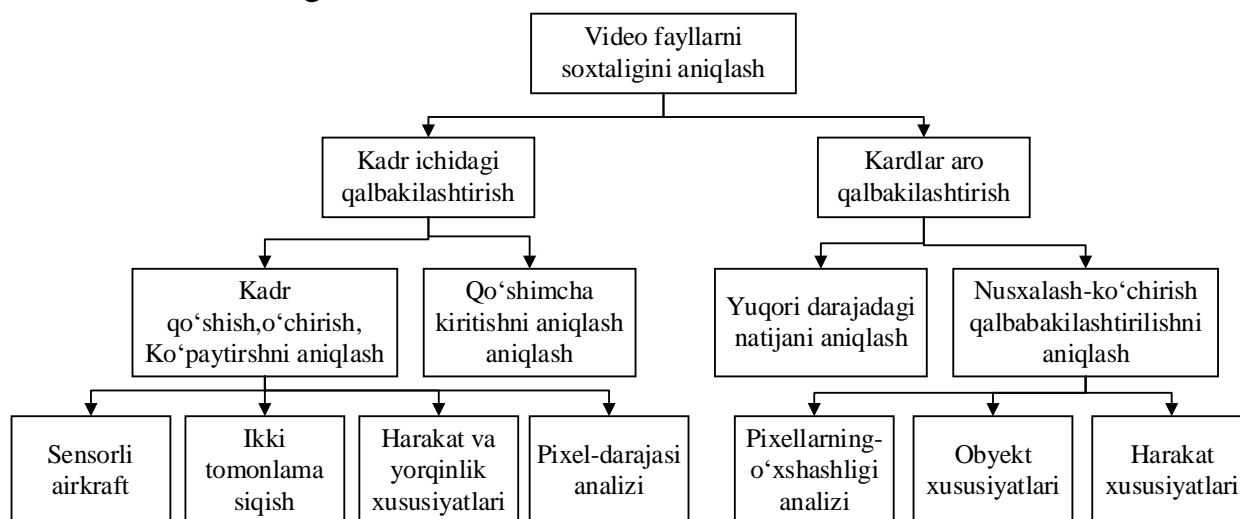 Video fayllarni
soxtaligini aniqlash
Kadr ichidagi
qalbakilashtirish
Kardlar aro
qalbakilashtirish
Kadr
qo‘shish,o‘chirish,
Ko‘paytirshni aniqlash
Qo‘shimcha
kiritishni aniqlash
aniqlash
Yuqori darajadagi
natijani aniqlash
Nusxalash-ko‘chirish
qalbabakilashtirilishni
aniqlash
Sensorli
airkraft
Ikki
tomonlama
siqish
Harakat va
yorqinlik
xususiyatlari
Pixel-darajasi
analizi
Pixellarning-
o‘xshashligi
analizi
Obyekt
xususiyatlari
Harakat
xususiyatlari